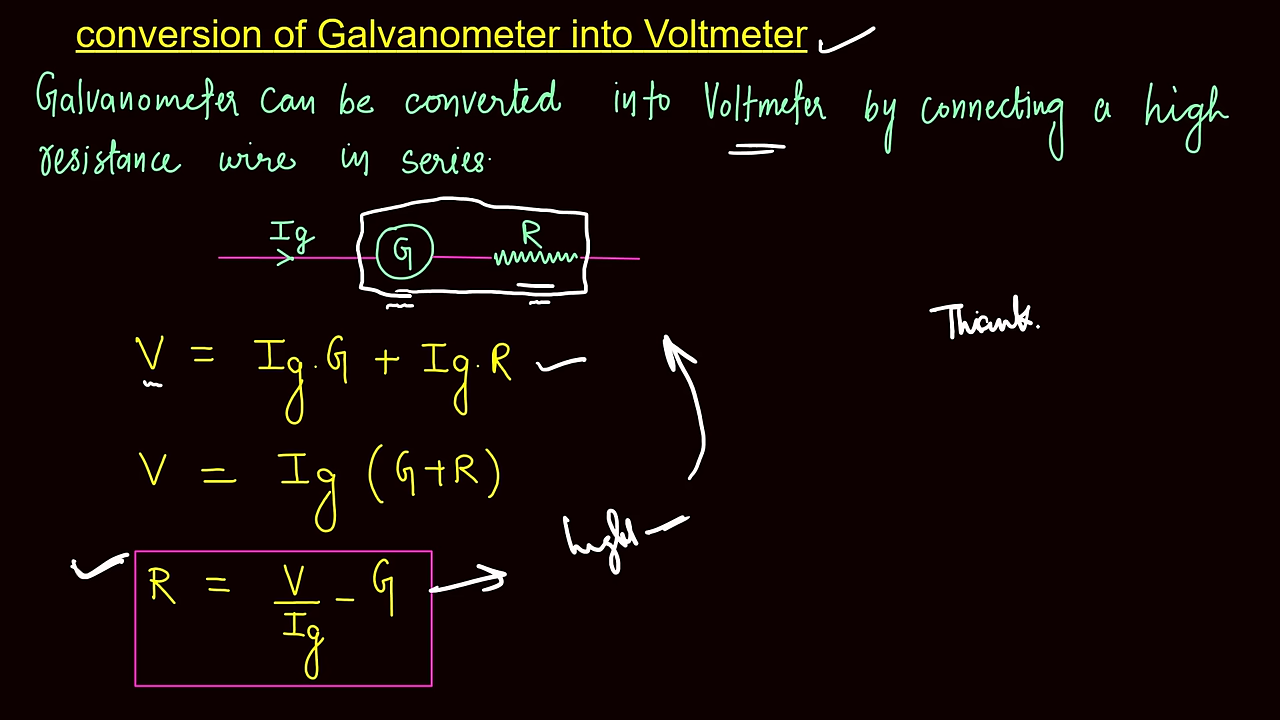 conversion of Galvanometer into Voltmeter
Galvanometer can be converted into Voltmeter by connecting a high
resistance wire in series.
Ig G R
Thank.
V = Ig.G + Ig.R
V = Ig (G+R)
R = V/Ig - G